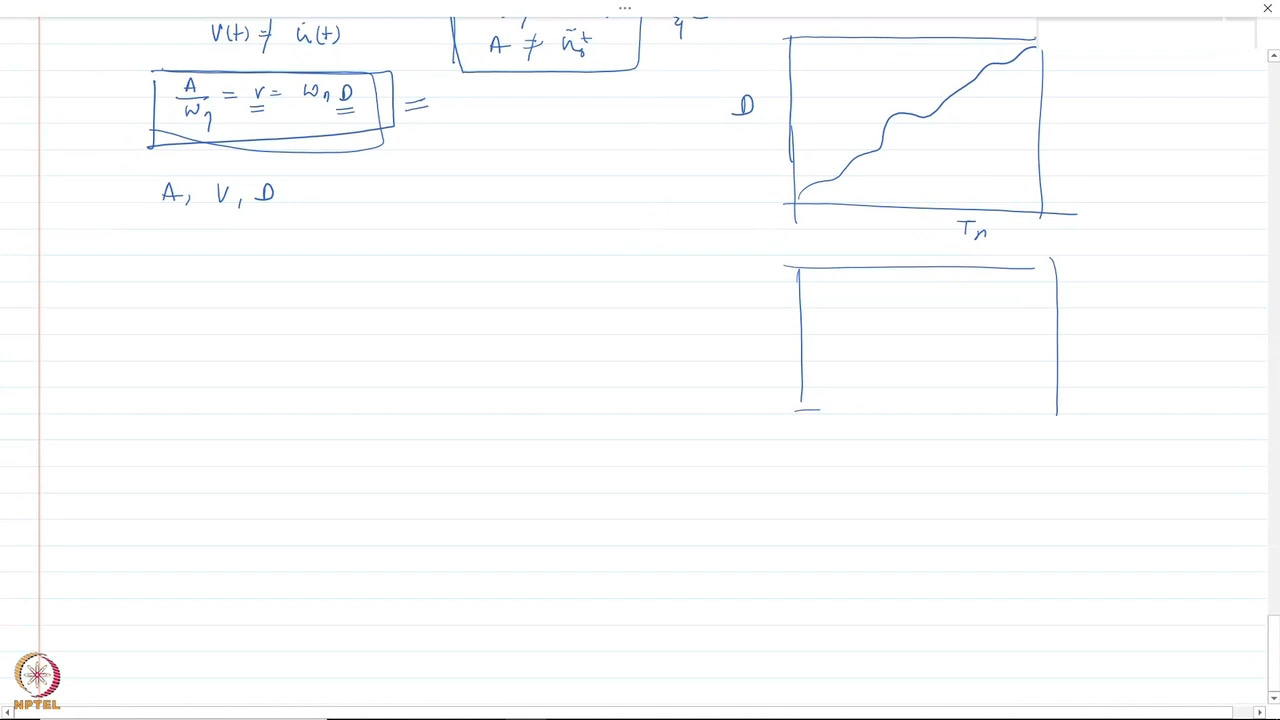 V(t) ≠ u̇(t)
A ≠ ü
A/ωn = V = ωn D =
A, V, D
D
Tn
NPTEL